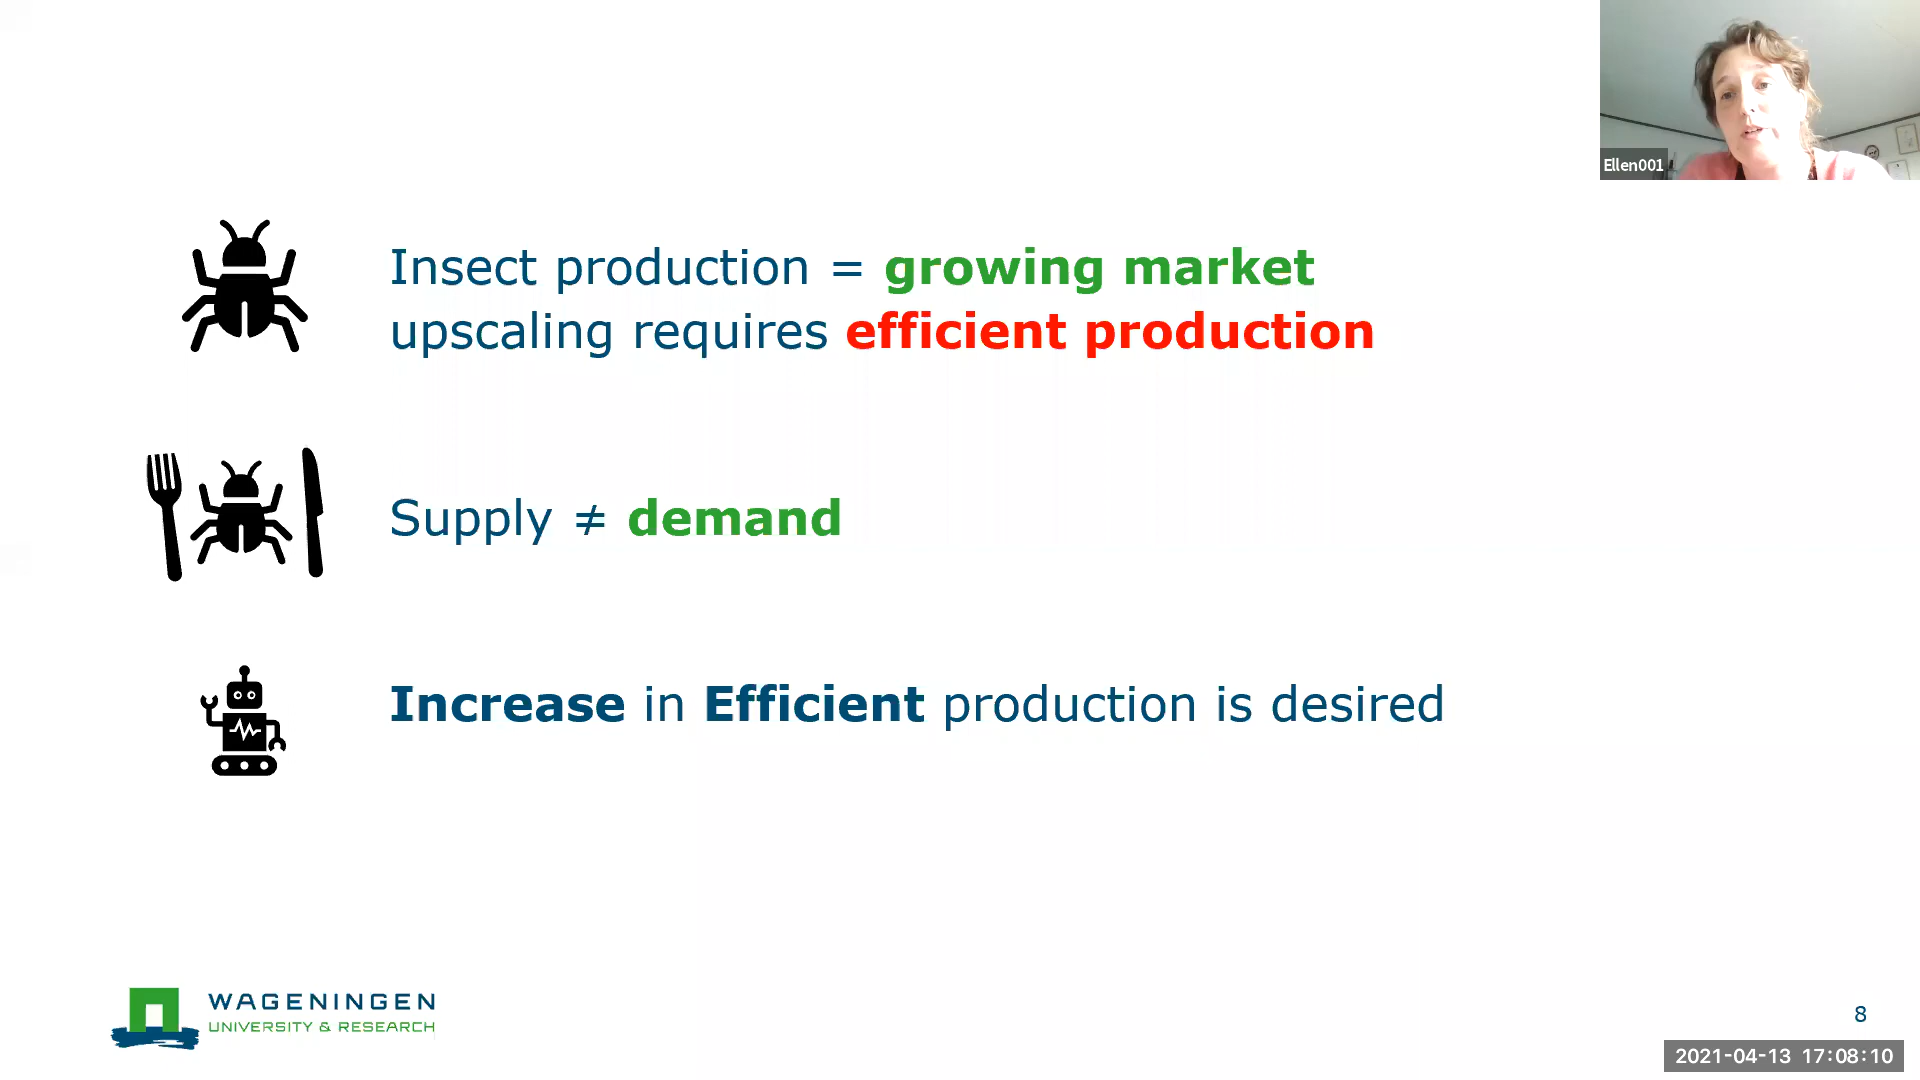 Ellen001
Insect production = growing market
upscaling requires efficient production
Supply ≠ demand
Increase in Efficient production is desired
WAGENINGEN
UNIVERSITY & RESEARCH
8
2021-04-13 17:08:10